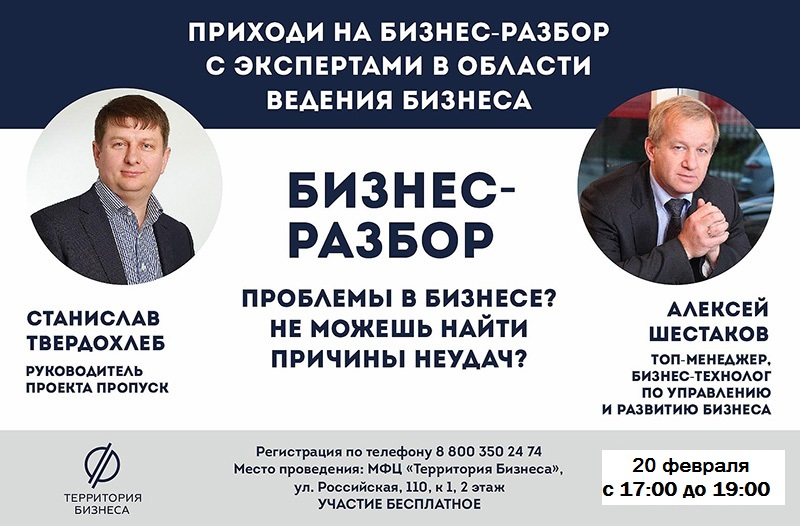 ПРИХОДИ НА БИЗНЕС-РАЗБОР
С ЭКСПЕРТАМИ В ОБЛАСТИ
ВЕДЕНИЯ БИЗНЕСА
БИЗНЕС-
РАЗБОР
ПРОБЛЕМЫ В БИЗНЕСЕ?
НЕ МОЖЕШЬ НАЙТИ
ПРИЧИНЫ НЕУДАЧ?
СТАНИСЛАВ
ТВЕРДОХЛЕБ
РУКОВОДИТЕЛЬ
ПРОЕКТА ПРОПУСК
АЛЕКСЕЙ
ШЕСТАКОВ
ТОП-МЕНЕДЖЕР,
БИЗНЕС-ТЕХНОЛОГ
ПО УПРАВЛЕНИЮ
И РАЗВИТИЮ БИЗНЕСА
ТЕРРИТОРИЯ
БИЗНЕСА
Регистрация по телефону 8 800 350 24 74
Место проведения: МФЦ «Территория Бизнеса»,
ул. Российская, 110, к 1, 2 этаж
УЧАСТИЕ БЕСПЛАТНОЕ
20 февраля
с 17:00 до 19:00